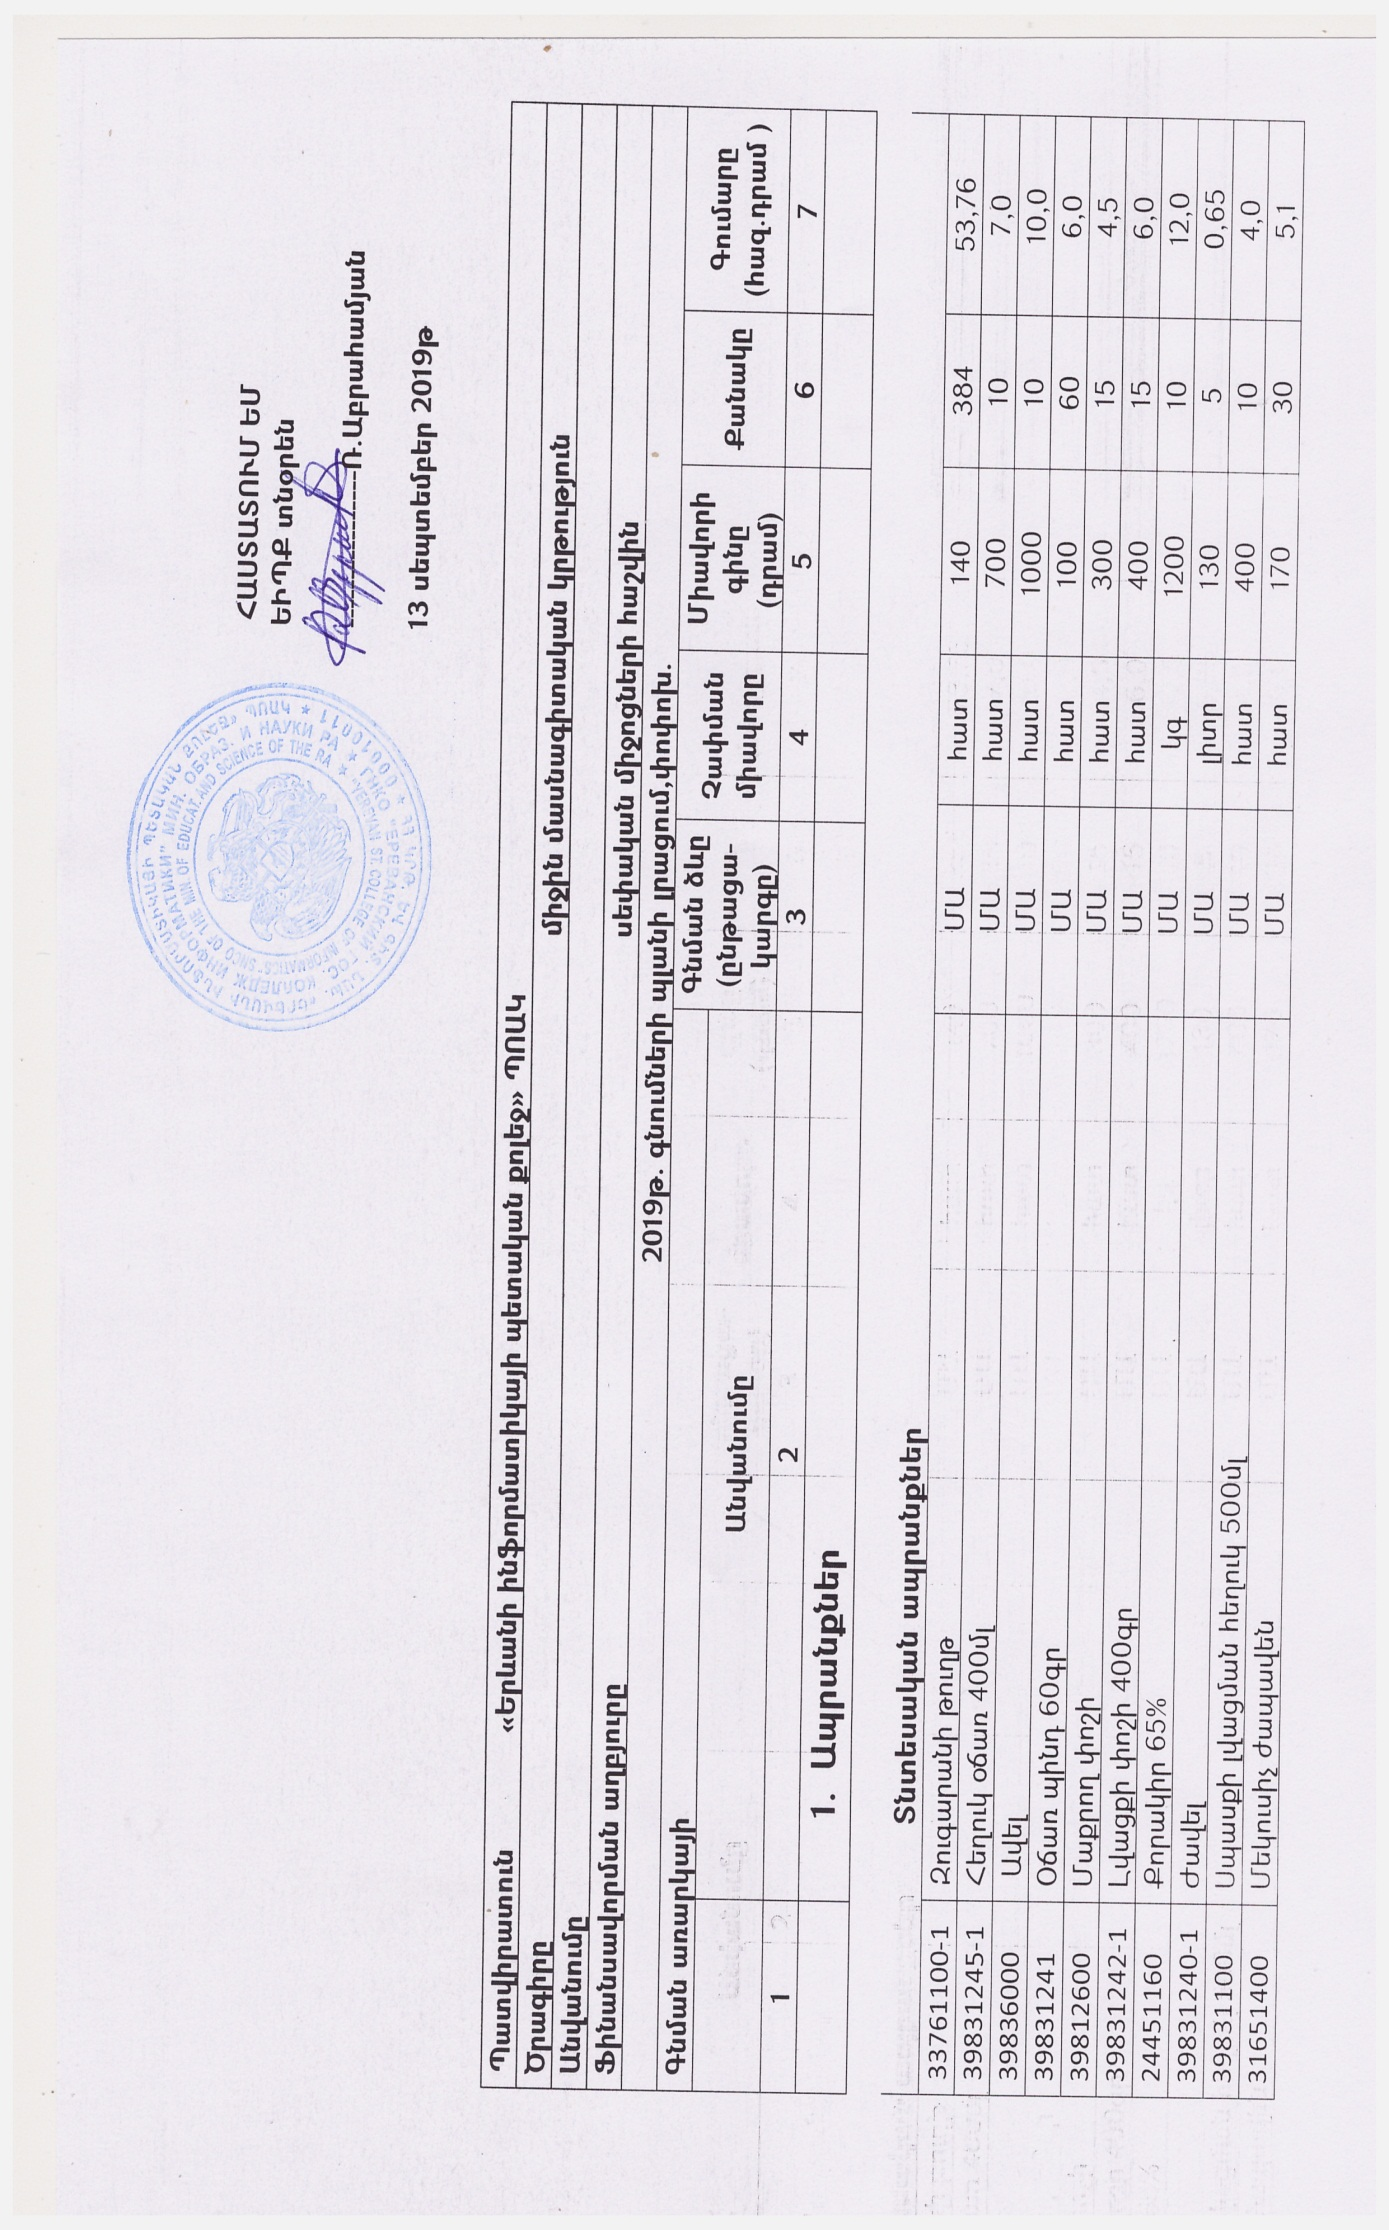 ՀԱՍՏԱՏՈՒՄ ԵՄ
ԵԻՊՔ տնօրեն
Ռ.Աբրահամյան
13 սեպտեմբեր 2019թ
Պատվիրատուն «Երևանի ինֆորմատիկայի պետական քոլեջ» ՊՈԱԿ
Ծրագիրը
Անվանումը միջին մասնագիտական կրթություն
Ֆինանսավորման աղբյուրը
սեփական միջոցների հաշվին
2019թ. գնումների պլանի լրացում,փոփոխ.
Գնման առարկայի Անվանումը Գնման ձևը (ընթացա-կարգը) Չափման միավորը Միավորի գինը (դրամ) Քանակը Գումարը (հազ.դրամ )
1 2 3 4 5 6 7
1. Ապրանքներ
Տնտեսական ապրանքներ
33761100-1 Զուգարանի թուղթ ՄԱ հատ 140 384 53,76
39831245-1 Հեղուկ օճառ 400մլ ՄԱ հատ 700 10 7,0
39836000 Ավել ՄԱ հատ 1000 10 10,0
39831241 Օճառ պինդ 60գր ՄԱ հատ 100 60 6,0
39812600 Մաքրող փոշի ՄԱ հատ 300 15 4,5
39831242-1 Լվացքի փոշի 400գր ՄԱ հատ 400 15 6,0
24451160 Քորակիր 65% ՄԱ կգ 1200 10 12,0
39831240-1 Ժավել ՄԱ լիտր 130 5 0,65
39831100 Սպասքի լվացման հեղուկ 500մլ ՄԱ հատ 400 10 4,0
31651400 Մեկուսիչ ժապավեն ՄԱ հատ 170 30 5,1